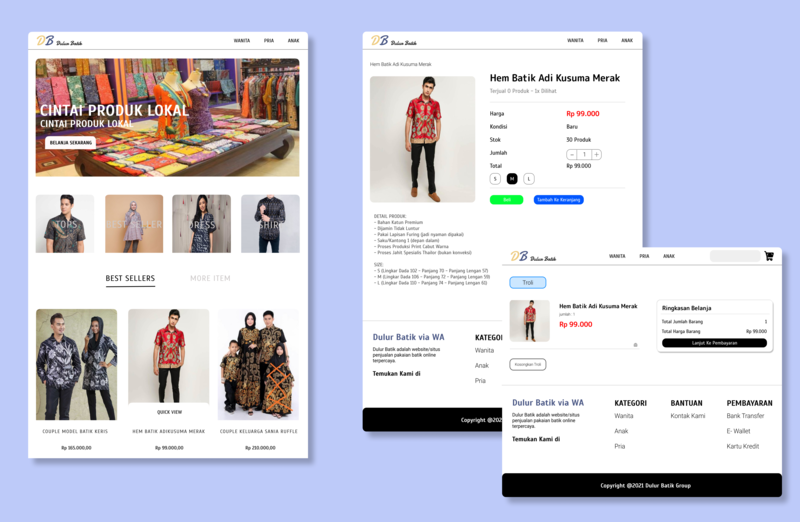 DB Dulur Batik
WANITA PRIA ANAK
CINTAI PRODUK LOKAL
CINTAI PRODUK LOKAL
BELANJA SEKARANG
TORS
BEST SELLER
DRESS
SHIR
BEST SELLERS MORE ITEM
QUICK VIEW
COUPLE MODEL BATIK KERIS
HEM BATIK ADIKUSUMA MERAK
COUPLE KELUARGA SANIA RUFFLE
Rp 165.000,00
Rp 99.000,00
Rp 210.000,00
DB Dulur Batik
WANITA PRIA ANAK
Hem Batik Adi Kusuma Merak
Hem Batik Adi Kusuma Merak
Terjual 0 Produk - 1x Dilihat
Harga Rp 99.000
Kondisi Baru
Stok 30 Produk
Jumlah − 1 +
Total Rp 99.000
S M L
Beli Tambah Ke Keranjang
DETAIL PRODUK:
- Bahan Katun Premium
- Dijamin Tidak Luntur
- Pakai Lapisan Furing (jadi nyaman dipakai)
- Saku/Kantong 1 (depan dalam)
- Proses Produksi Print Cabut Warna
- Proses Jahit Spesialis Thailor (bukan konveksi)
SIZE:
- S (Lingkar Dada 102 - Panjang 70 - Panjang Lengan 57)
- M (Lingkar Dada 106 - Panjang 72 - Panjang Lengan 59)
- L (Lingkar Dada 110 - Panjang 74 - Panjang Lengan 61)
Dulur Batik via WA
Dulur Batik adalah website/situs
penjualan pakaian batik online
terpercaya.
Temukan Kami di
KATEGORI
Wanita
Anak
Pria
Copyright @202
DB Dulur Batik
WANITA PRIA ANAK
Troli
Hem Batik Adi Kusuma Merak
jumlah : 1
Rp 99.000
Kosongkan Troli
Ringkasan Belanja
Total Jumlah Barang 1
Total Harga Barang Rp 99.000
Lanjut Ke Pembayaran
Dulur Batik via WA
Dulur Batik adalah website/situs
penjualan pakaian batik online
terpercaya.
Temukan Kami di
KATEGORI
Wanita
Anak
Pria
BANTUAN
Kontak Kami
PEMBAYARAN
Bank Transfer
E- Wallet
Kartu Kredit
Copyright @2021 Dulur Batik Group